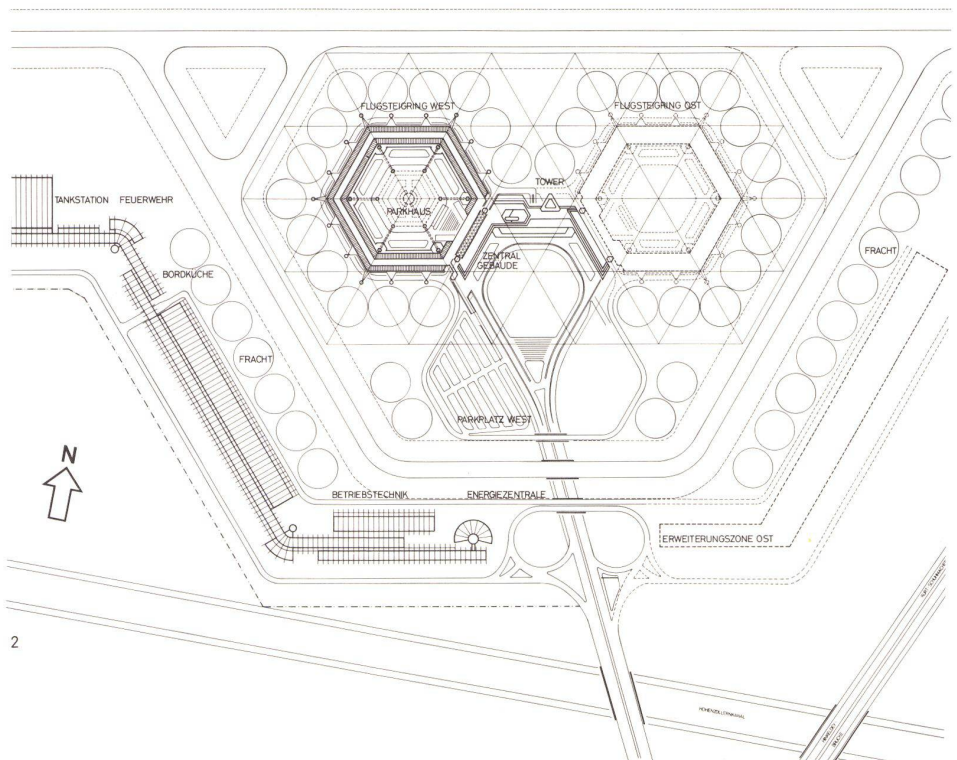 FLUGSTEIGRING WEST
FLUGSTEIGRING OST
TANKSTATION FEUERWEHR
PARKHAUS
TOWER
ZENTRAL
GEBÄUDE
BORDKÜCHE
FRACHT
FRACHT
PARKPLATZ WEST
N
BETRIEBSTECHNIK
ENERGIEZENTRALE
ERWEITERUNGSZONE OST
2
HOHENZOLLERNKANAL